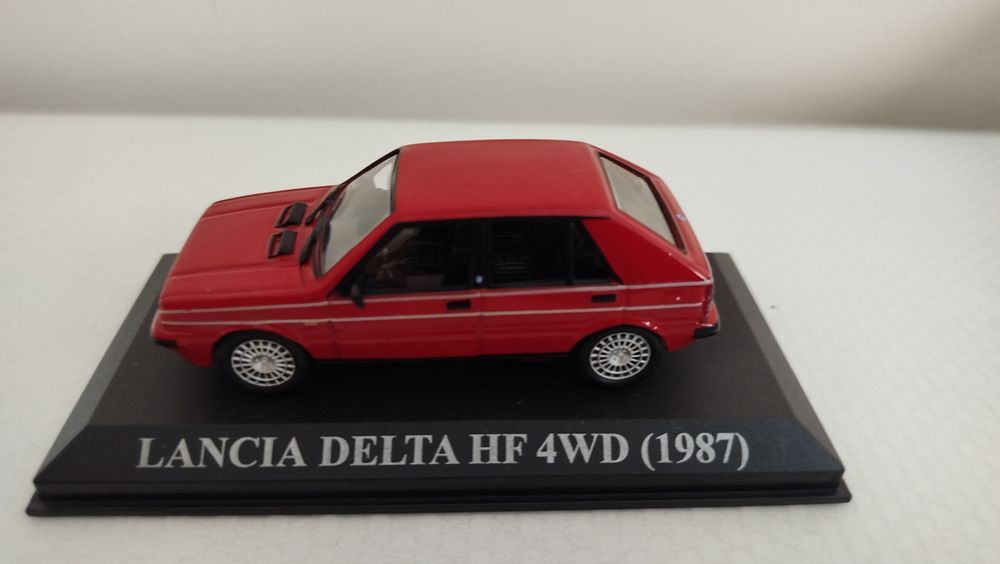 LANCIA DELTA HF 4WD (1987)